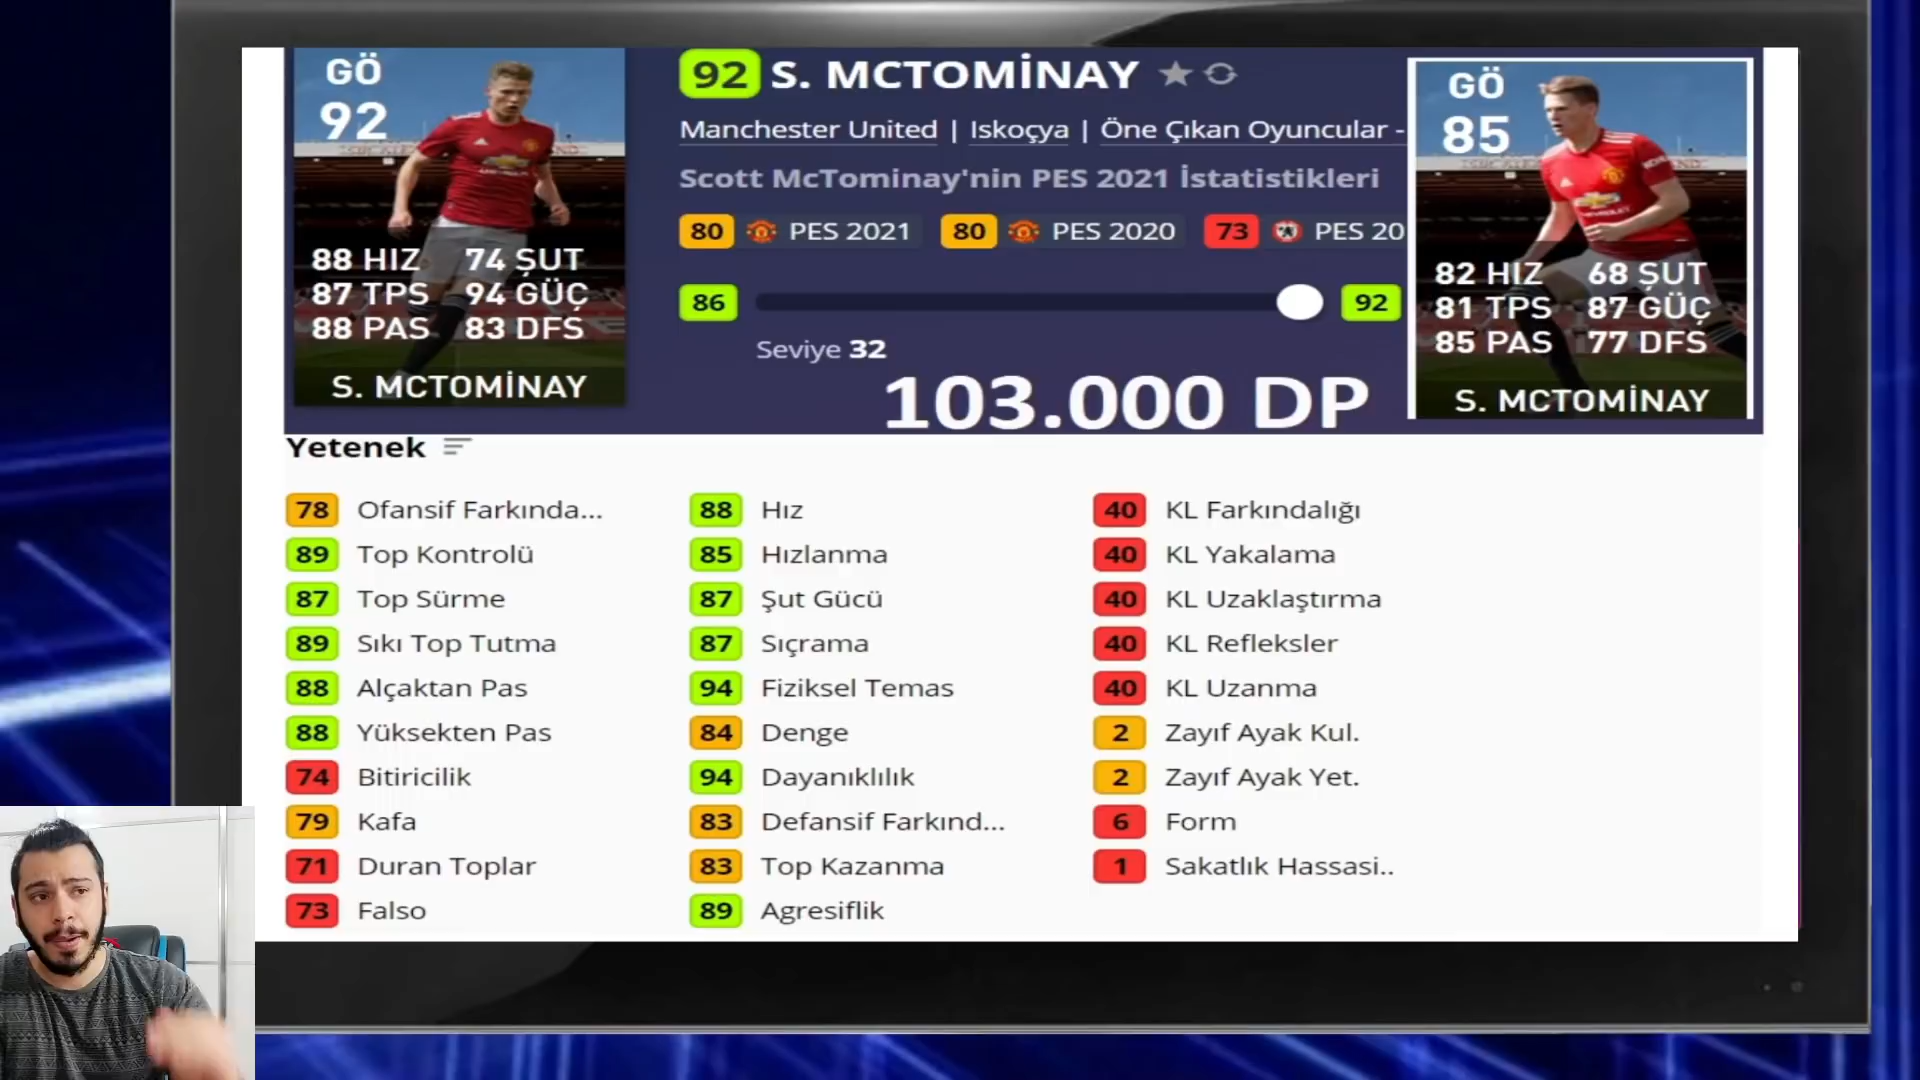 GÖ
92
88 HIZ 74 ŞUT
87 TPS 94 GÜÇ
88 PAS 83 DFS
S. MCTOMİNAY
92 S. MCTOMİNAY
Manchester United | Iskoçya | Öne Çıkan Oyuncular -
Scott McTominay'nin PES 2021 İstatistikleri
80 PES 2021 80 PES 2020 73 PES 20
86 92
Seviye 32
103.000 DP
GÖ
85
82 HIZ 68 ŞUT
81 TPS 87 GÜÇ
85 PAS 77 DFS
S. MCTOMİNAY
Yetenek
78 Ofansif Farkında...
89 Top Kontrolü
87 Top Sürme
89 Sıkı Top Tutma
88 Alçaktan Pas
88 Yüksekten Pas
74 Bitiricilik
79 Kafa
71 Duran Toplar
73 Falso
88 Hız
85 Hızlanma
87 Şut Gücü
87 Sıçrama
94 Fiziksel Temas
84 Denge
94 Dayanıklılık
83 Defansif Farkınd...
83 Top Kazanma
89 Agresiflik
40 KL Farkındalığı
40 KL Yakalama
40 KL Uzaklaştırma
40 KL Refleksler
40 KL Uzanma
2 Zayıf Ayak Kul.
2 Zayıf Ayak Yet.
6 Form
1 Sakatlık Hassasi..